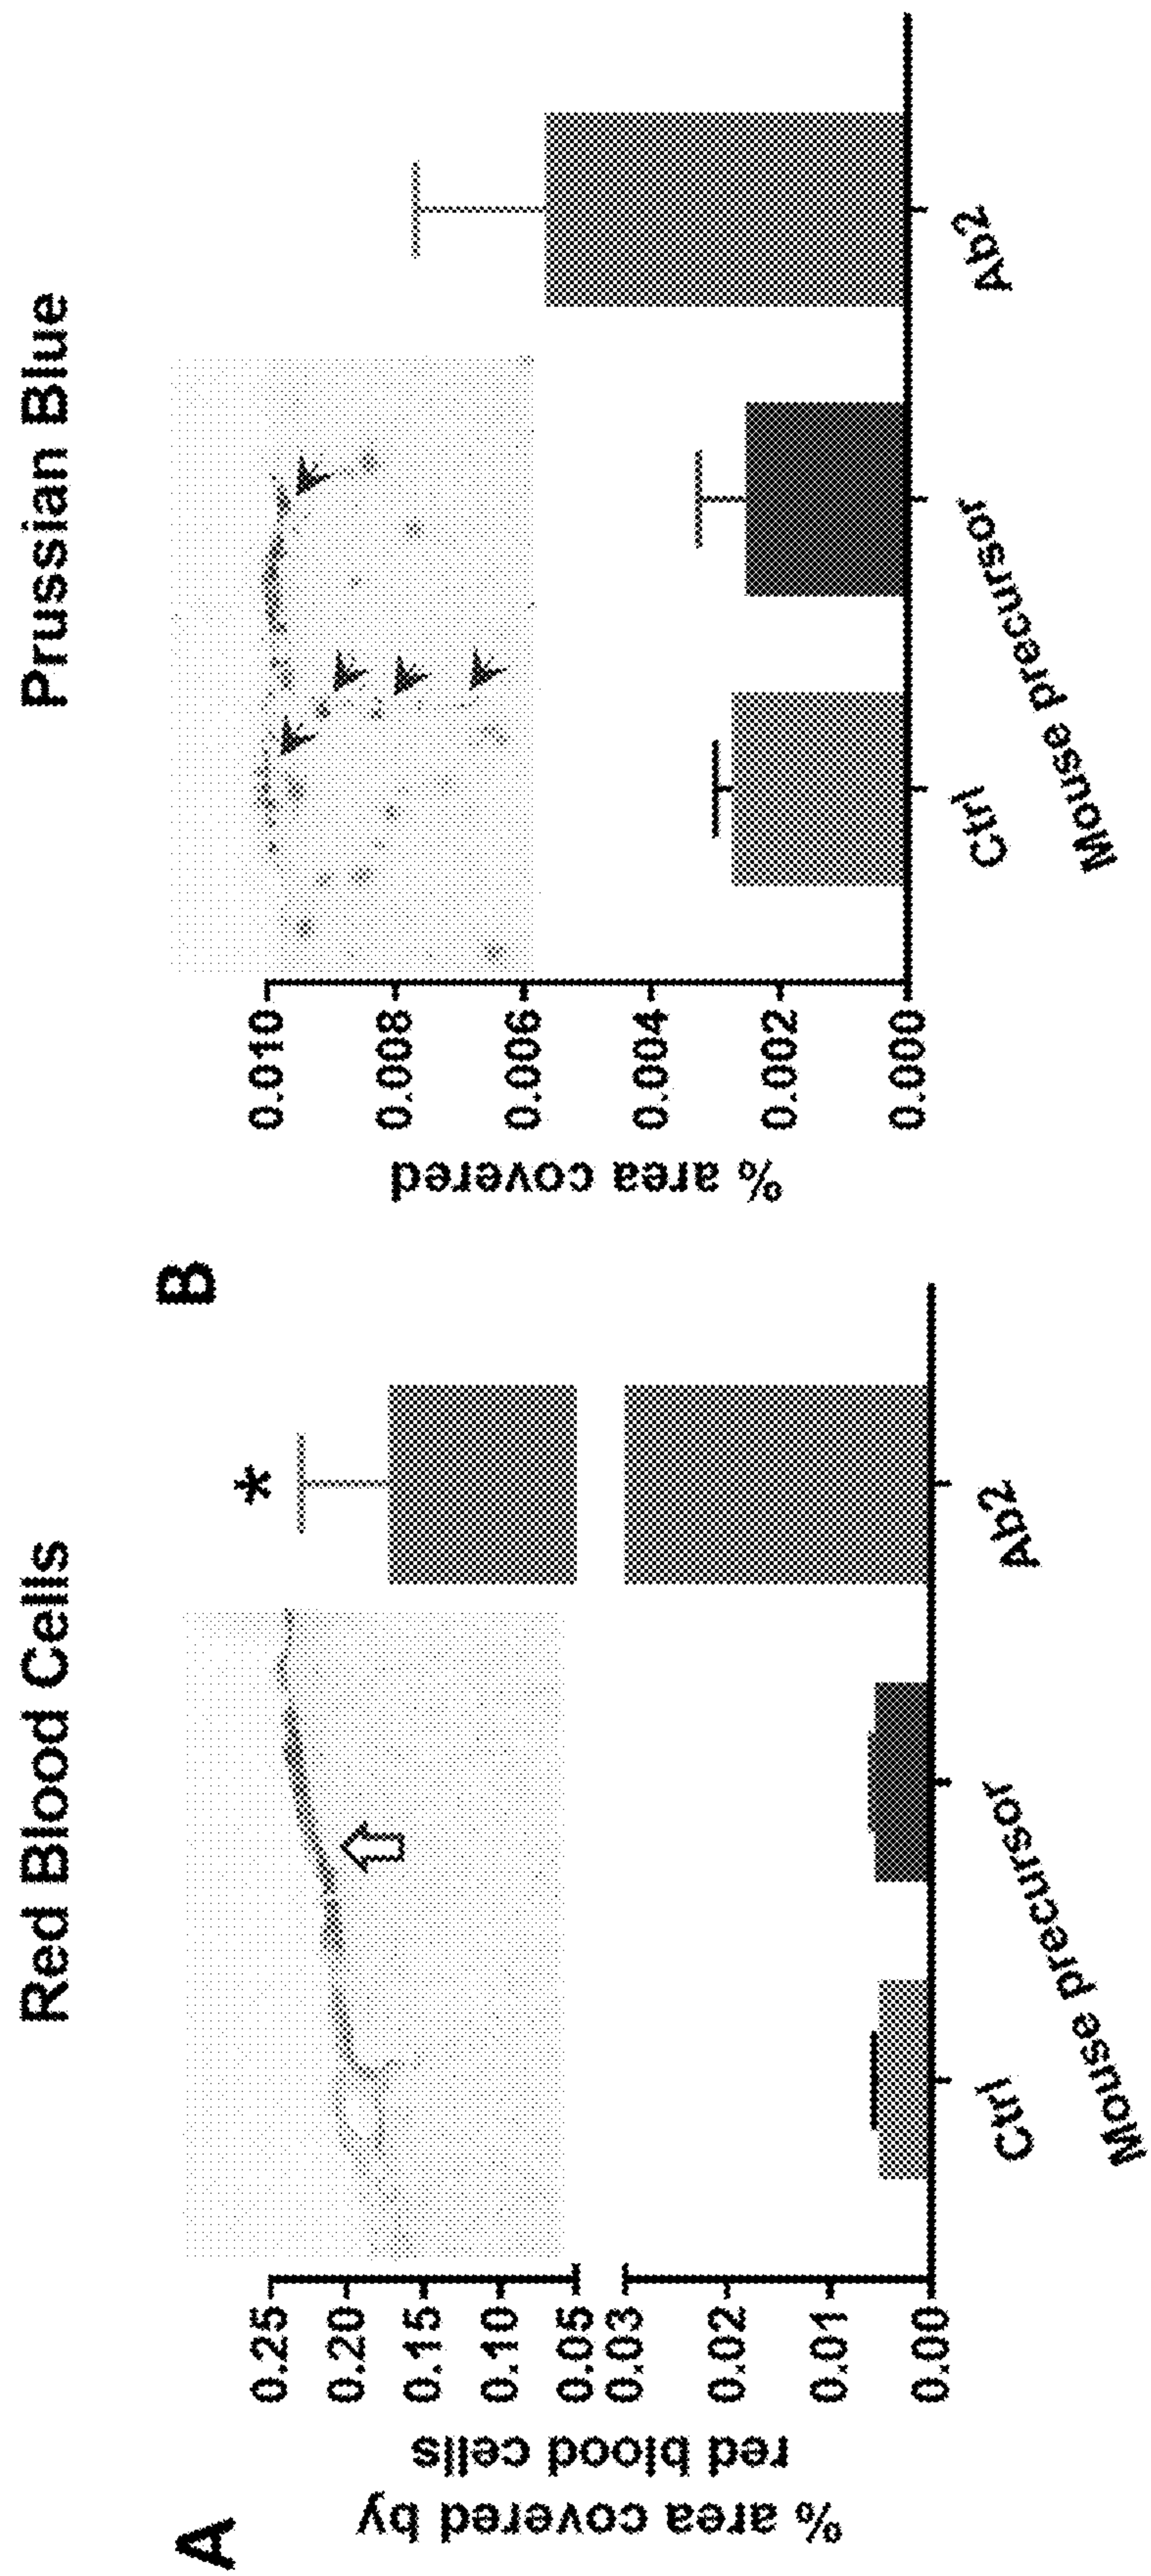 A
Red Blood Cells
% area covered by
red blood cells
0.25
0.20
0.15
0.10
0.05
0.03
0.02
0.01
0.00
*
Ctrl
Mouse precursor
Ab2
B
Prussian Blue
% area covered
0.010
0.008
0.006
0.004
0.002
0.000
Ctrl
Mouse precursor
Ab2